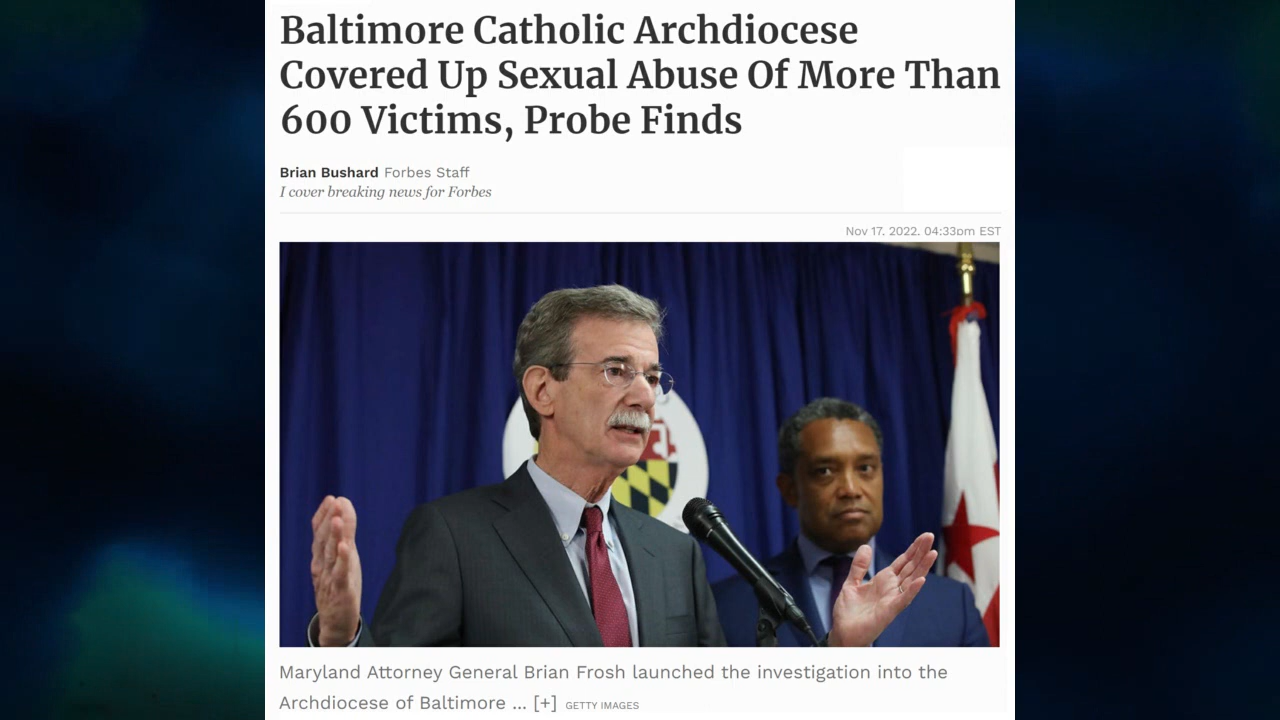 Baltimore Catholic Archdiocese
Covered Up Sexual Abuse Of More Than
600 Victims, Probe Finds
Brian Bushard Forbes Staff
I cover breaking news for Forbes
Nov 17, 2022, 04:33pm EST
Maryland Attorney General Brian Frosh launched the investigation into the
Archdiocese of Baltimore ... [+] GETTY IMAGES